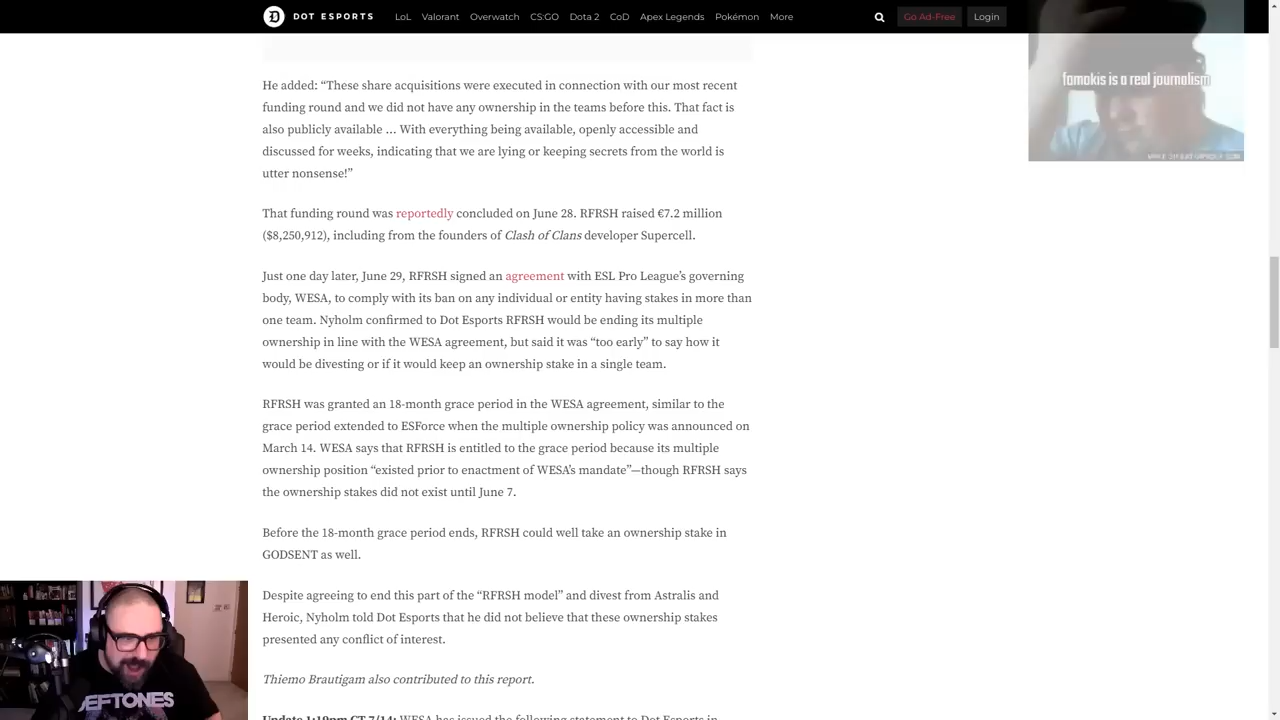 DOT ESPORTS LoL Valorant Overwatch CS:GO Dota 2 CoD Apex Legends Pokémon More Go Ad-Free Login
famakis is a real journalism
He added: “These share acquisitions were executed in connection with our most recent
funding round and we did not have any ownership in the teams before this. That fact is
also publicly available … With everything being available, openly accessible and
discussed for weeks, indicating that we are lying or keeping secrets from the world is
utter nonsense!”
That funding round was reportedly concluded on June 28. RFRSH raised €7.2 million
($8,250,912), including from the founders of Clash of Clans developer Supercell.
Just one day later, June 29, RFRSH signed an agreement with ESL Pro League’s governing
body, WESA, to comply with its ban on any individual or entity having stakes in more than
one team. Nyholm confirmed to Dot Esports RFRSH would be ending its multiple
ownership in line with the WESA agreement, but said it was “too early” to say how it
would be divesting or if it would keep an ownership stake in a single team.
RFRSH was granted an 18-month grace period in the WESA agreement, similar to the
grace period extended to ESForce when the multiple ownership policy was announced on
March 14. WESA says that RFRSH is entitled to the grace period because its multiple
ownership position “existed prior to enactment of WESA’s mandate”—though RFRSH says
the ownership stakes did not exist until June 7.
Before the 18-month grace period ends, RFRSH could well take an ownership stake in
GODSENT as well.
Despite agreeing to end this part of the “RFRSH model” and divest from Astralis and
Heroic, Nyholm told Dot Esports that he did not believe that these ownership stakes
presented any conflict of interest.
Thiemo Brautigam also contributed to this report.
Update 1:19pm CT 7/14: WESA has issued the following statement to Dot Esports in
DEFTONES